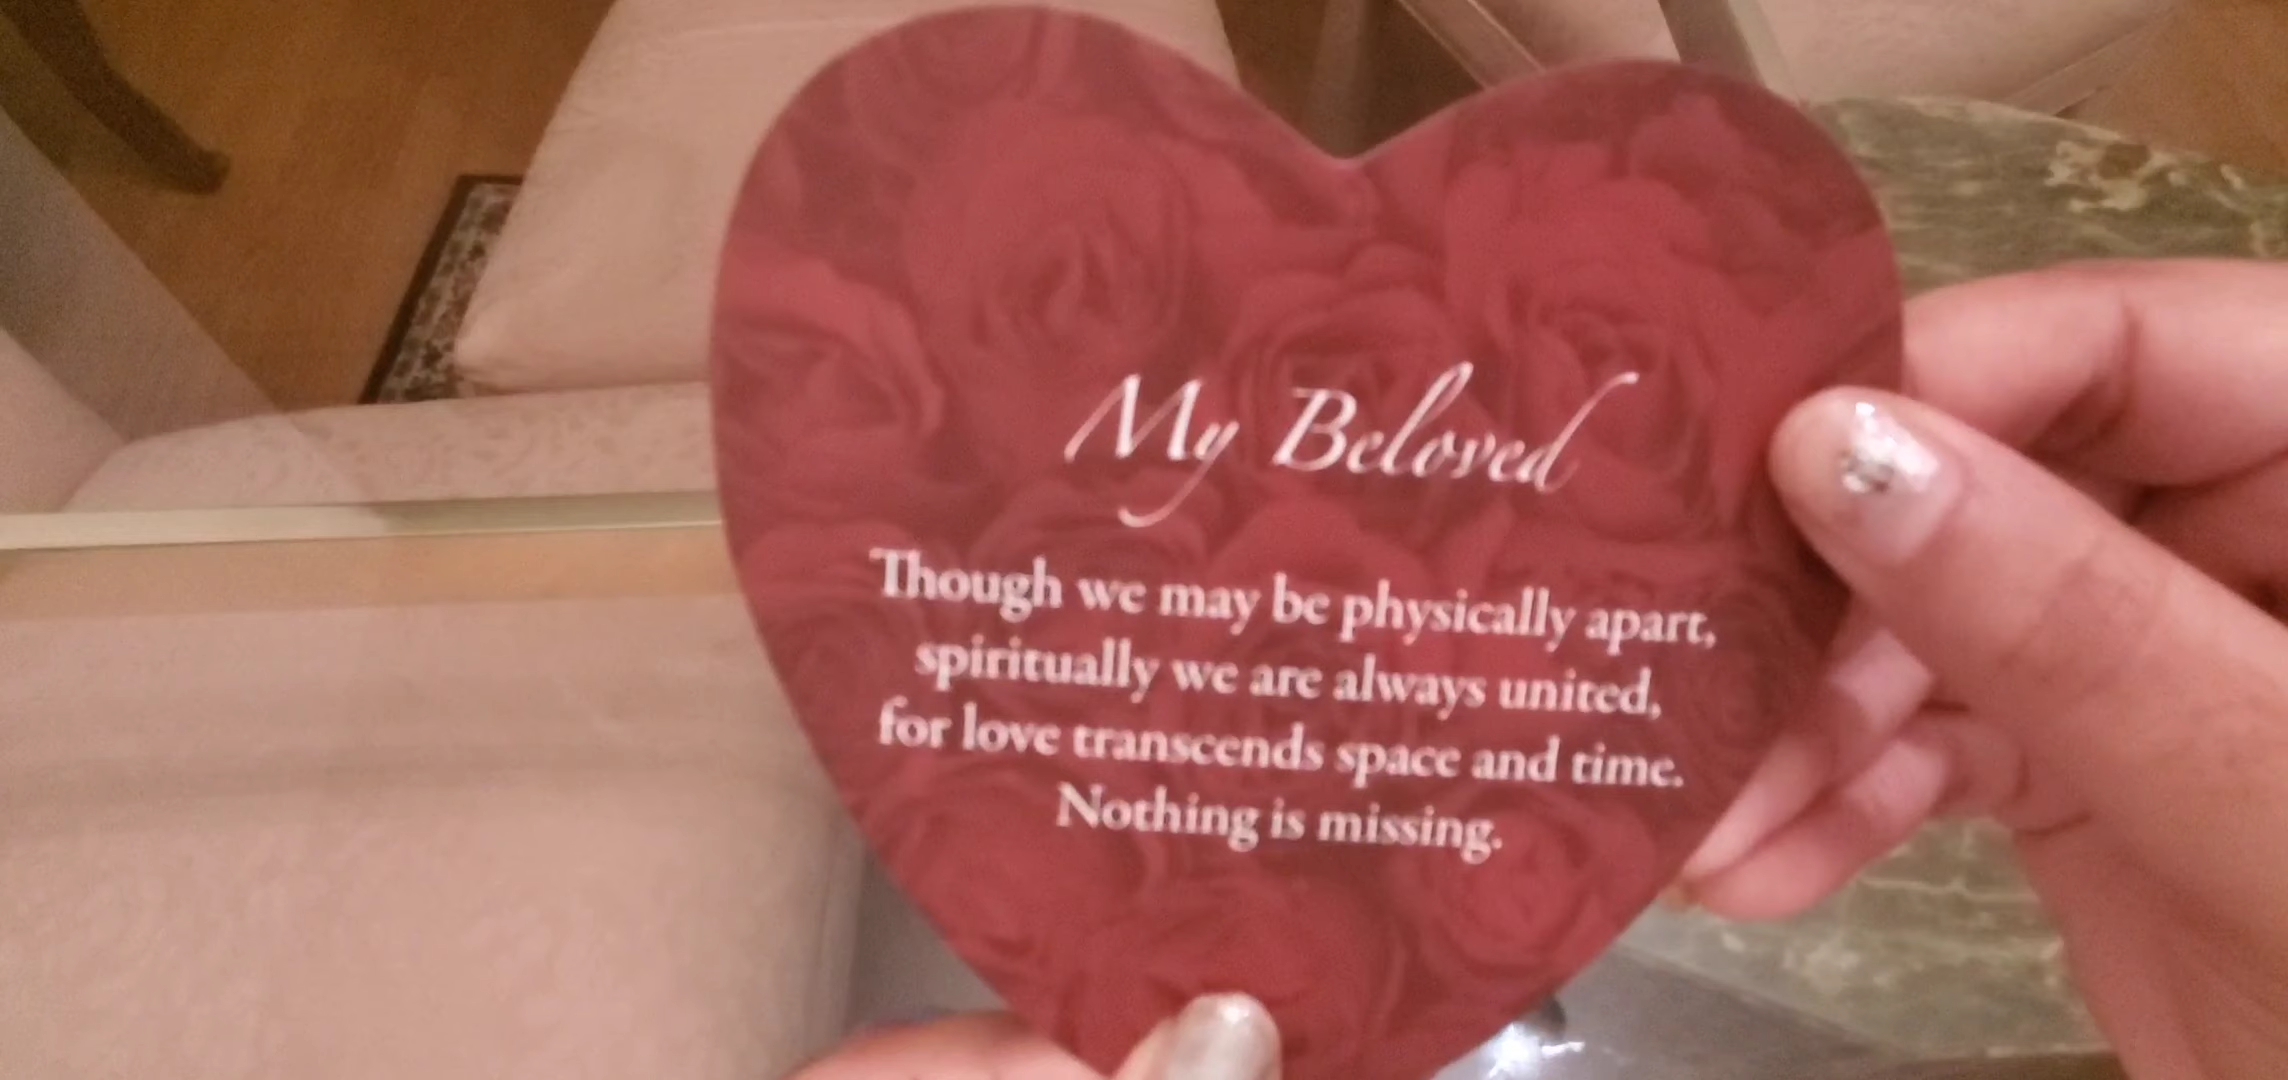 My Beloved
Though we may be physically apart,
spiritually we are always united,
for love transcends space and time.
Nothing is missing.